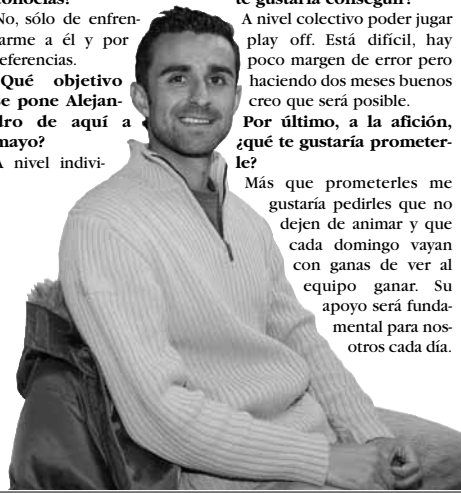 No, sólo de enfren-
tarme a él y por
referencias.
¿Qué objetivo
se pone Alejan-
dro de aquí a
mayo?
A nivel indivi-
te gustaría conseguir?
A nivel colectivo poder jugar
play off. Está difícil, hay
poco margen de error pero
haciendo dos meses buenos
creo que será posible.
Por último, a la afición,
¿qué te gustaría prometer-
le?
Más que prometerles me
gustaría pedirles que no
dejen de animar y que
cada domingo vayan
con ganas de ver al
equipo ganar. Su
apoyo será funda-
mental para nos-
otros cada día.